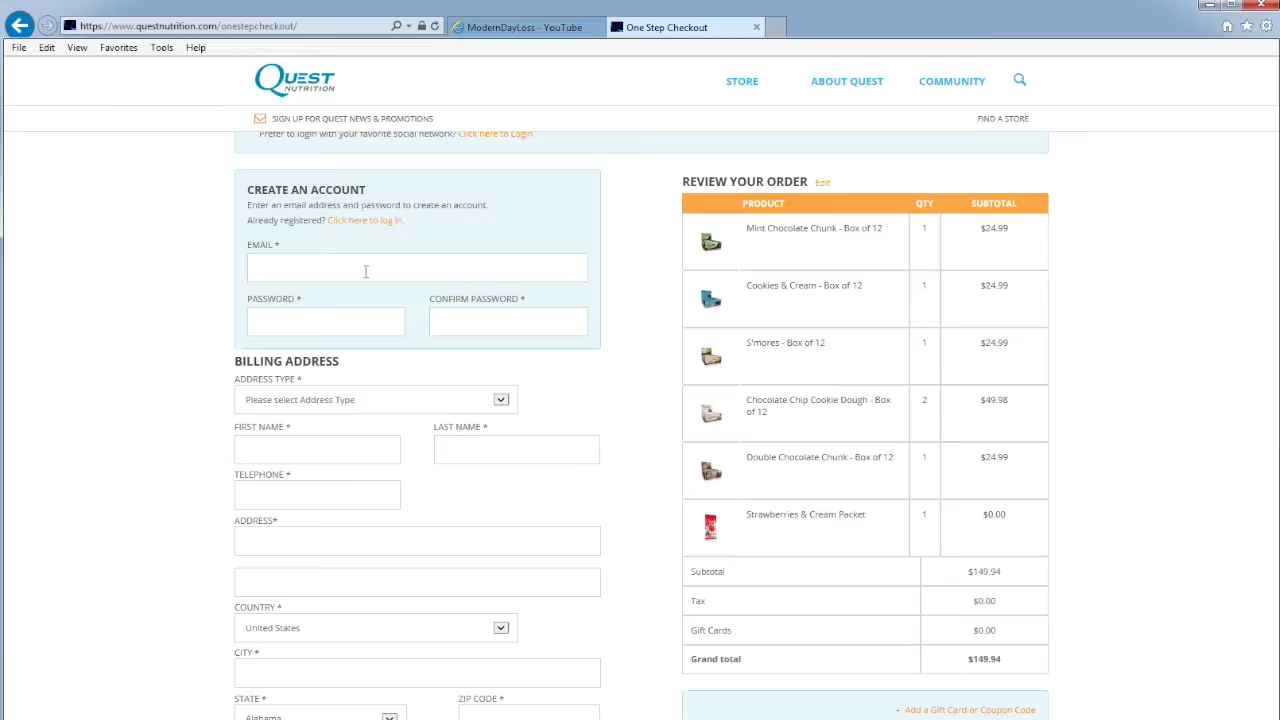 https://www.questnutrition.com/onestepcheckout/
ModernDayLoss - YouTube
One Step Checkout
File Edit View Favorites Tools Help
QUEST
NUTRITION
STORE ABOUT QUEST COMMUNITY
SIGN UP FOR QUEST NEWS & PROMOTIONS
FIND A STORE
Prefer to login with your favorite social network? Click here to Login
CREATE AN ACCOUNT
Enter an email address and password to create an account.
Already registered? Click here to log in.
EMAIL *
PASSWORD * CONFIRM PASSWORD *
BILLING ADDRESS
ADDRESS TYPE *
Please select Address Type
FIRST NAME * LAST NAME *
TELEPHONE *
ADDRESS*
COUNTRY *
United States
CITY *
STATE * ZIP CODE *
Alabama
REVIEW YOUR ORDER Edit
PRODUCT QTY SUBTOTAL
Mint Chocolate Chunk - Box of 12 1 $24.99
Cookies & Cream - Box of 12 1 $24.99
S'mores - Box of 12 1 $24.99
Chocolate Chip Cookie Dough - Box 2 $49.98
of 12
Double Chocolate Chunk - Box of 12 1 $24.99
Strawberries & Cream Packet 1 $0.00
Subtotal $149.94
Tax $0.00
Gift Cards $0.00
Grand total $149.94
+ Add a Gift Card or Coupon Code